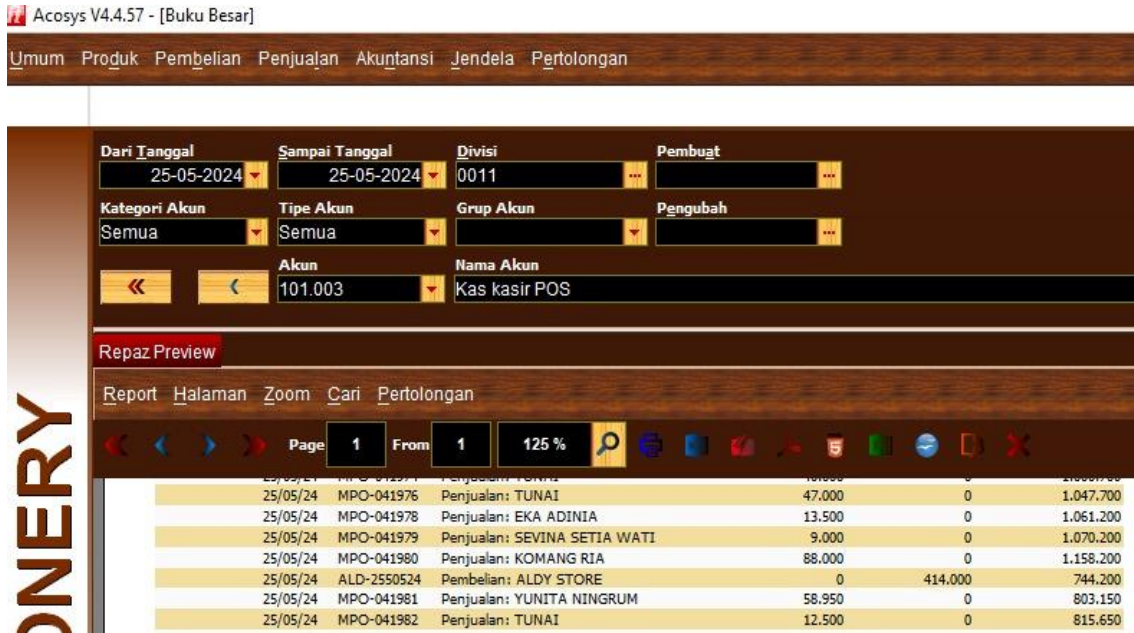 Acosys V4.4.57 - [Buku Besar]
Umum Produk Pembelian Penjualan Akuntansi Jendela Pertolongan
Dari Tanggal Sampai Tanggal Divisi Pembuat
25-05-2024 25-05-2024 0011
Kategori Akun Tipe Akun Grup Akun Pengubah
Semua Semua
Akun Nama Akun
101.003 Kas kasir POS
Repaz Preview
Report Halaman Zoom Cari Pertolongan
Page 1 From 1 125 %
25/05/24 MPO-041976 Penjualan: TUNAI 47.000 0 1.047.700
25/05/24 MPO-041978 Penjualan: EKA ADINIA 13.500 0 1.061.200
25/05/24 MPO-041979 Penjualan: SEVINA SETIA WATI 9.000 0 1.070.200
25/05/24 MPO-041980 Penjualan: KOMANG RIA 88.000 0 1.158.200
25/05/24 ALD-2550524 Pembelian: ALDY STORE 0 414.000 744.200
25/05/24 MPO-041981 Penjualan: YUNITA NINGRUM 58.950 0 803.150
25/05/24 MPO-041982 Penjualan: TUNAI 12.500 0 815.650
ONERY